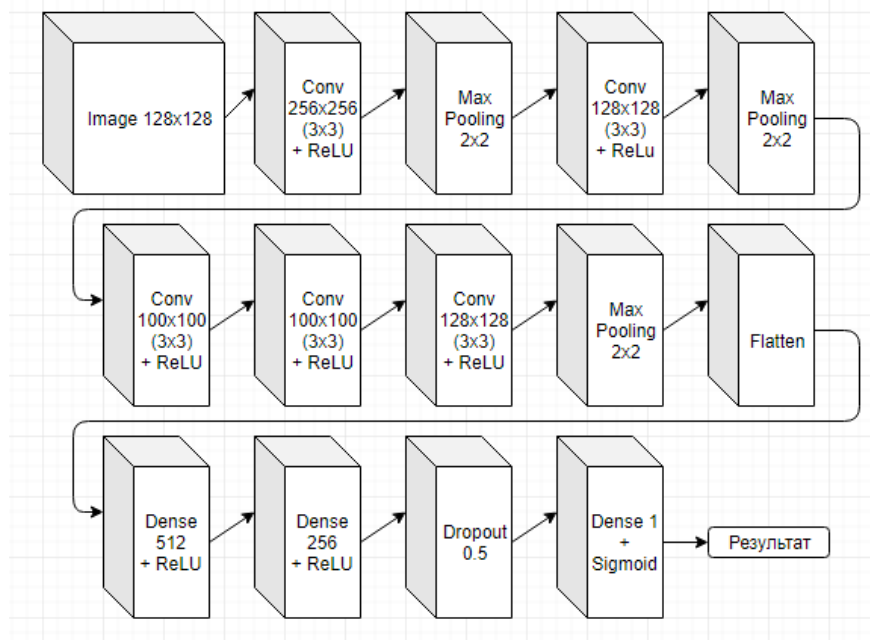 Image 128x128
Conv
256x256
(3x3)
+ ReLU
Max
Pooling
2x2
Conv
128x128
(3x3)
+ ReLu
Max
Pooling
2x2
Conv
100x100
(3x3)
+ ReLU
Conv
100x100
(3x3)
+ ReLU
Conv
128x128
(3x3)
+ ReLU
Max
Pooling
2x2
Flatten
Dense
512
+ ReLU
Dense
256
+ ReLU
Dropout
0.5
Dense 1
+
Sigmoid
Результат